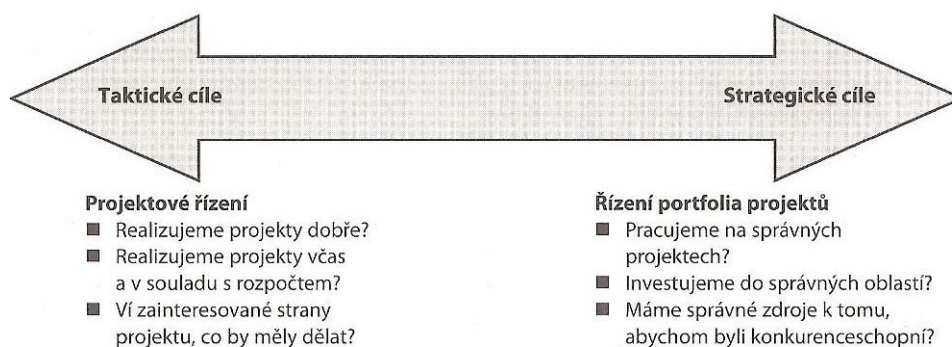 Taktické cíle
Strategické cíle
Projektové řízení
Realizujeme projekty dobře?
Realizujeme projekty včas
a v souladu s rozpočtem?
Ví zainteresované strany
projektu, co by měly dělat?
Řízení portfolia projektů
Pracujeme na správných
projektech?
Investujeme do správných oblastí?
Máme správné zdroje k tomu,
abychom byli konkurenceschopní?